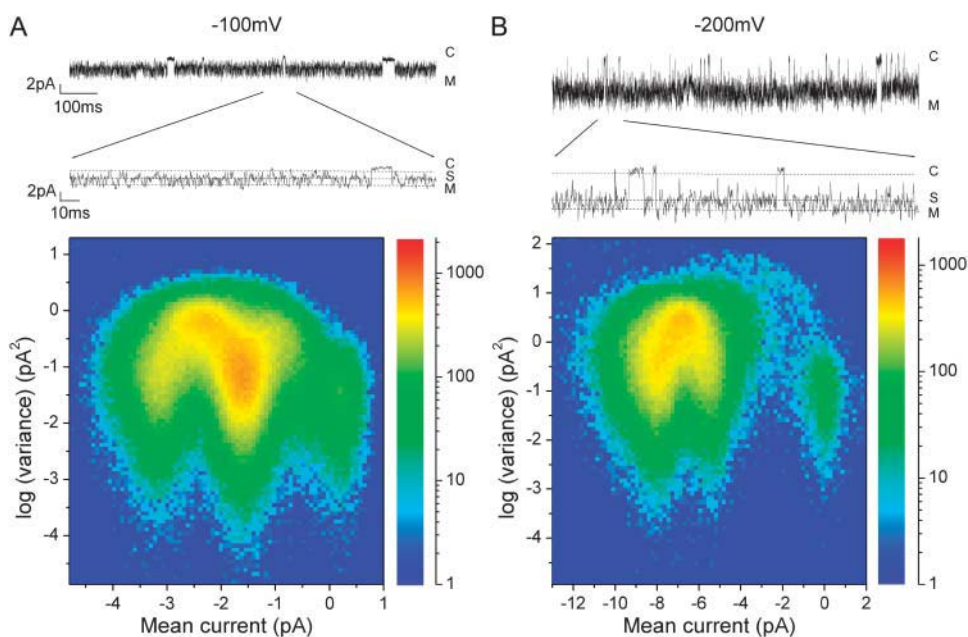 A
-100mV
C
M
2pA
100ms
C
S
M
2pA
10ms
1
0
-1
-2
-3
-4
log (variance) (pA²)
-4 -3 -2 -1 0 1
Mean current (pA)
1000
100
10
1
B
-200mV
C
M
C
S
M
2
1
0
-1
-2
-3
-4
log (variance) (pA²)
-12 -10 -8 -6 -4 -2 0 2
Mean current (pA)
1000
100
10
1